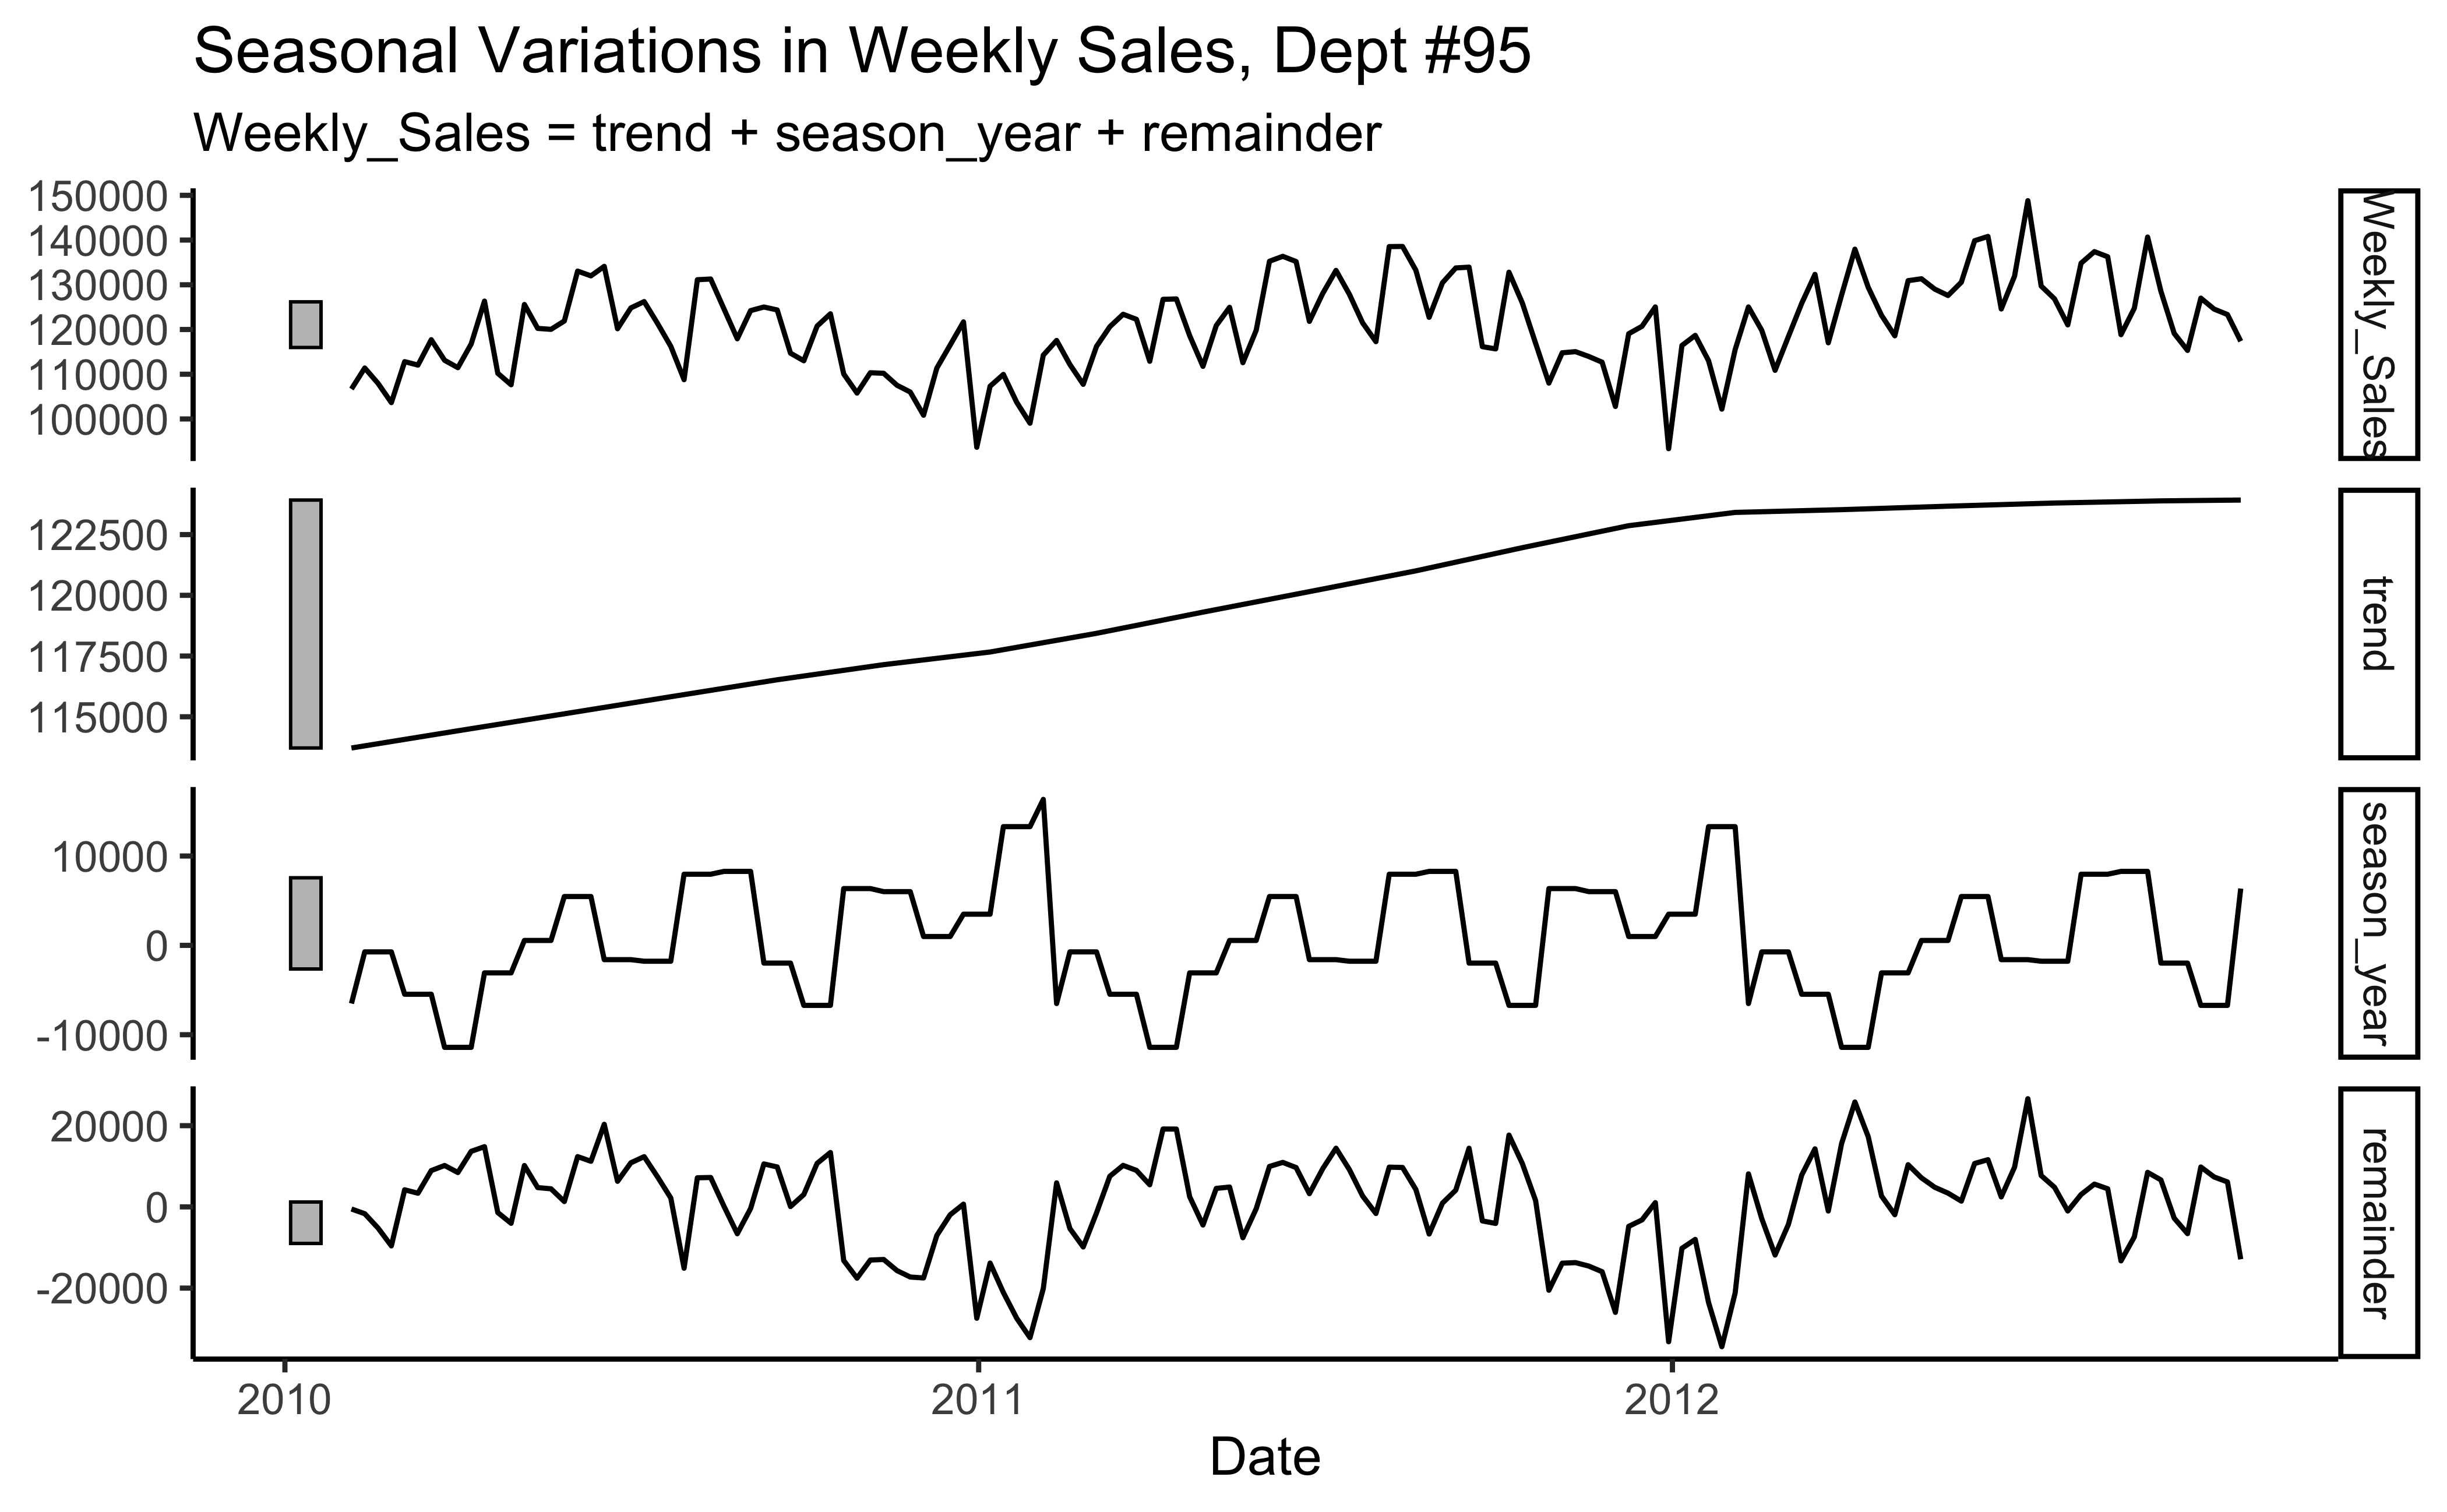 Seasonal Variations in Weekly Sales, Dept #95
Weekly_Sales = trend + season_year + remainder
150000
140000
130000
120000
110000
100000
Weekly_Sales
122500
120000
117500
115000
trend
10000
0
-10000
season_year
20000
0
-20000
remainder
2010
2011
2012
Date